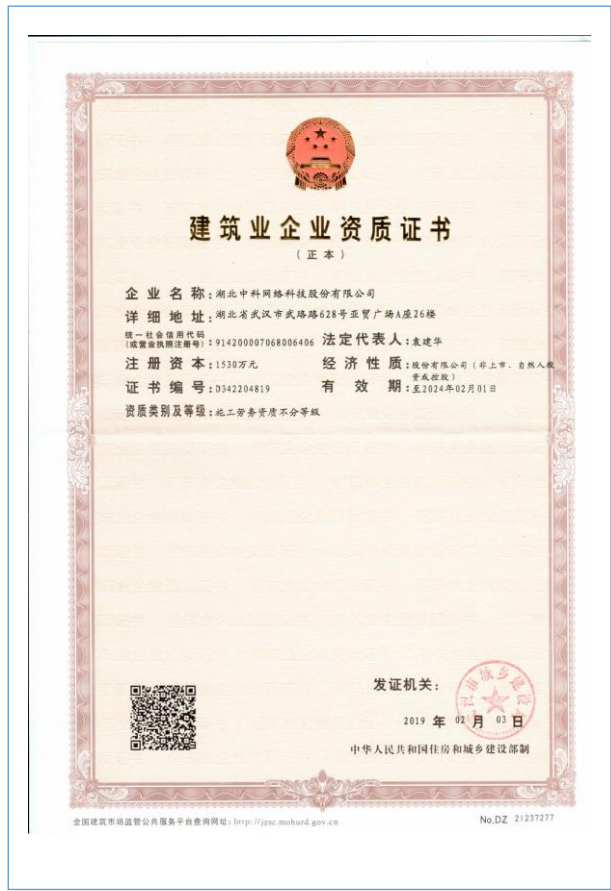 建筑业企业资质证书
（正本）
企业名称：湖北中科网络科技股份有限公司
详细地址：湖北省武汉市武珞路628号亚贸广场A座26楼
统一社会信用代码
（或营业执照注册号）：914200007068006406 法定代表人：袁建华
注册资本：1530万元 经济性质：股份有限公司（非上市、自然人投
资或控股）
证书编号：D342204819 有效期：至2024年02月01日
资质类别及等级：施工劳务资质不分等级
发证机关：
2019 年 02 月 03 日
中华人民共和国住房和城乡建设部制
全国建筑市场监管公共服务平台查询网址：http://jzsc.mohurd.gov.cn
No,DZ 21237277